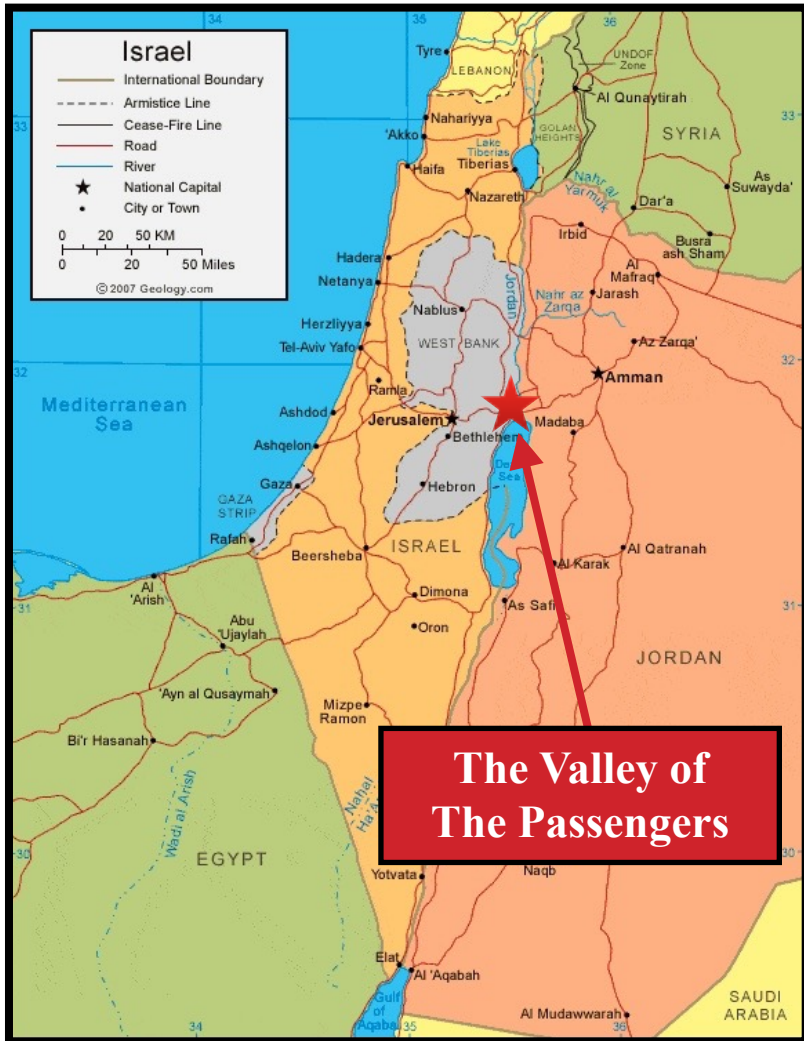 34
35
36
Israel
International Boundary
Armistice Line
Cease-Fire Line
Road
River
National Capital
City or Town
0 20 50 KM
0 20 50 Miles
© 2007 Geology.com
Tyre
LEBANON
UNDOF
Zone
Al Qunaytirah
33
33
Nahariyya
'Akko
GOLAN
HEIGHTS
SYRIA
Lake
Tiberias
Tiberias
Haifa
Nazareth
Nahr al
Yarmuk
As
Suwayda'
Dar'a
Irbid
Busra
ash Sham
Hadera
Al
Mafraq
Netanya
Jordan
Nahr az
Zarqa
Jarash
Nablus
Herzliyya
WEST BANK
Az Zarqa'
Tel-Aviv Yafo
32
32
Amman
Ramla
Mediterranean
Sea
Ashdod
Jerusalem
Madaba
Bethlehem
Ashqelon
Sea
Gaza
Hebron
GAZA
STRIP
Rafah
Beersheba
ISRAEL
Al Qatranah
Al Karak
Al
'Arish
Dimona
31
31
As Safi
Abu
'Ujaylah
Oron
JORDAN
'Ayn al Qusaymah
Mizpe
Ramon
Bi'r Hasanah
The Valley of
The Passengers
Wadi al Arish
Nahal
30
30
EGYPT
Naqb
Yotvata
Elat
Al 'Aqabah
Gulf
of
Aqaba
SAUDI
ARABIA
Al Mudawwarah
34
35
36